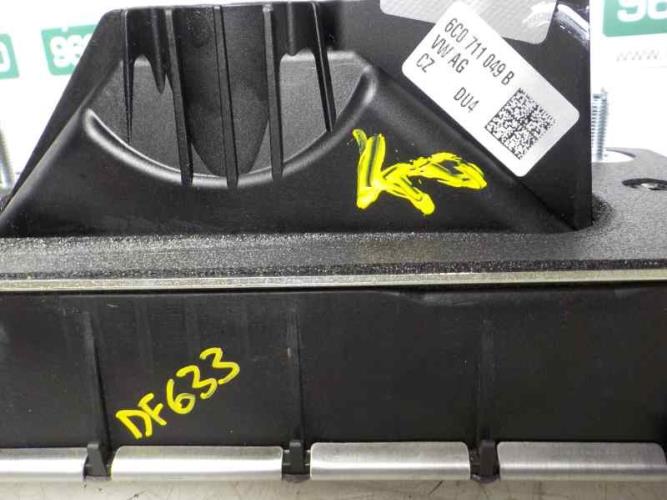 6C0 711 049 B
VW AG
CZ DU4
DF633